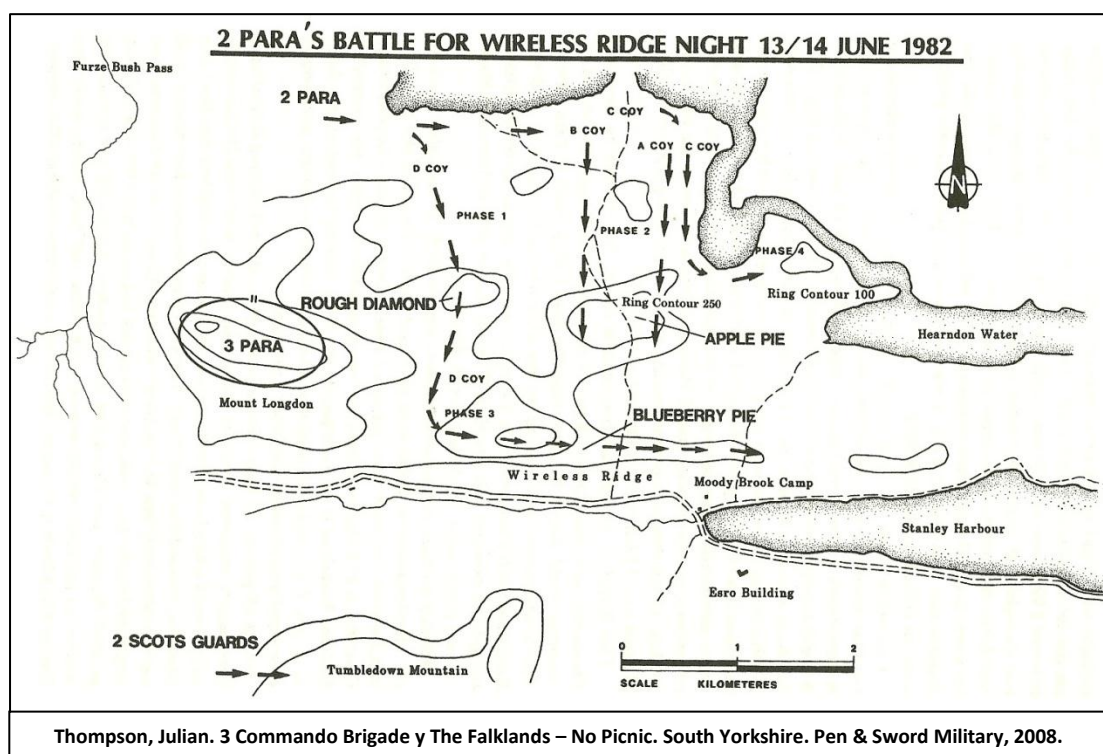 2 PARA'S BATTLE FOR WIRELESS RIDGE NIGHT 13/14 JUNE 1982
Furze Bush Pass
2 PARA
C COY
B COY
A COY
C COY
D COY
N
PHASE 1
PHASE 2
PHASE 4
ROUGH DIAMOND
Ring Contour 250
Ring Contour 100
3 PARA
APPLE PIE
Hearndon Water
D COY
Mount Longdon
PHASE 3
BLUEBERRY PIE
Wireless Ridge
Moody Brook Camp
Stanley Harbour
Esro Building
2 SCOTS GUARDS
Tumbledown Mountain
0 1 2
SCALE KILOMETERES
Thompson, Julian. 3 Commando Brigade y The Falklands – No Picnic. South Yorkshire. Pen & Sword Military, 2008.